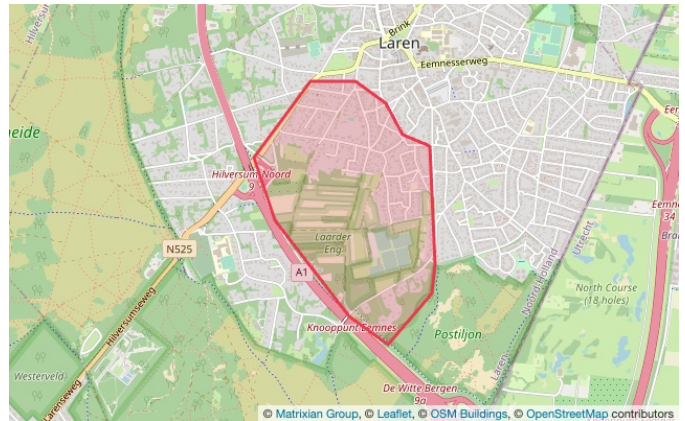 Brink
Laren
Eemnesserweg
Hilversum Noord
9
Laarder
Eng
N525
A1
Hilversumseweg
Knooppunt Eemnes
Postiljon
Utrecht
Noord-Holland
Laren
North Course
(18 holes)
34
Westerveld
Larenseweg
De Witte Bergen
9a
© Matrixian Group, © Leaflet, © OSM Buildings, © OpenStreetMap contributors